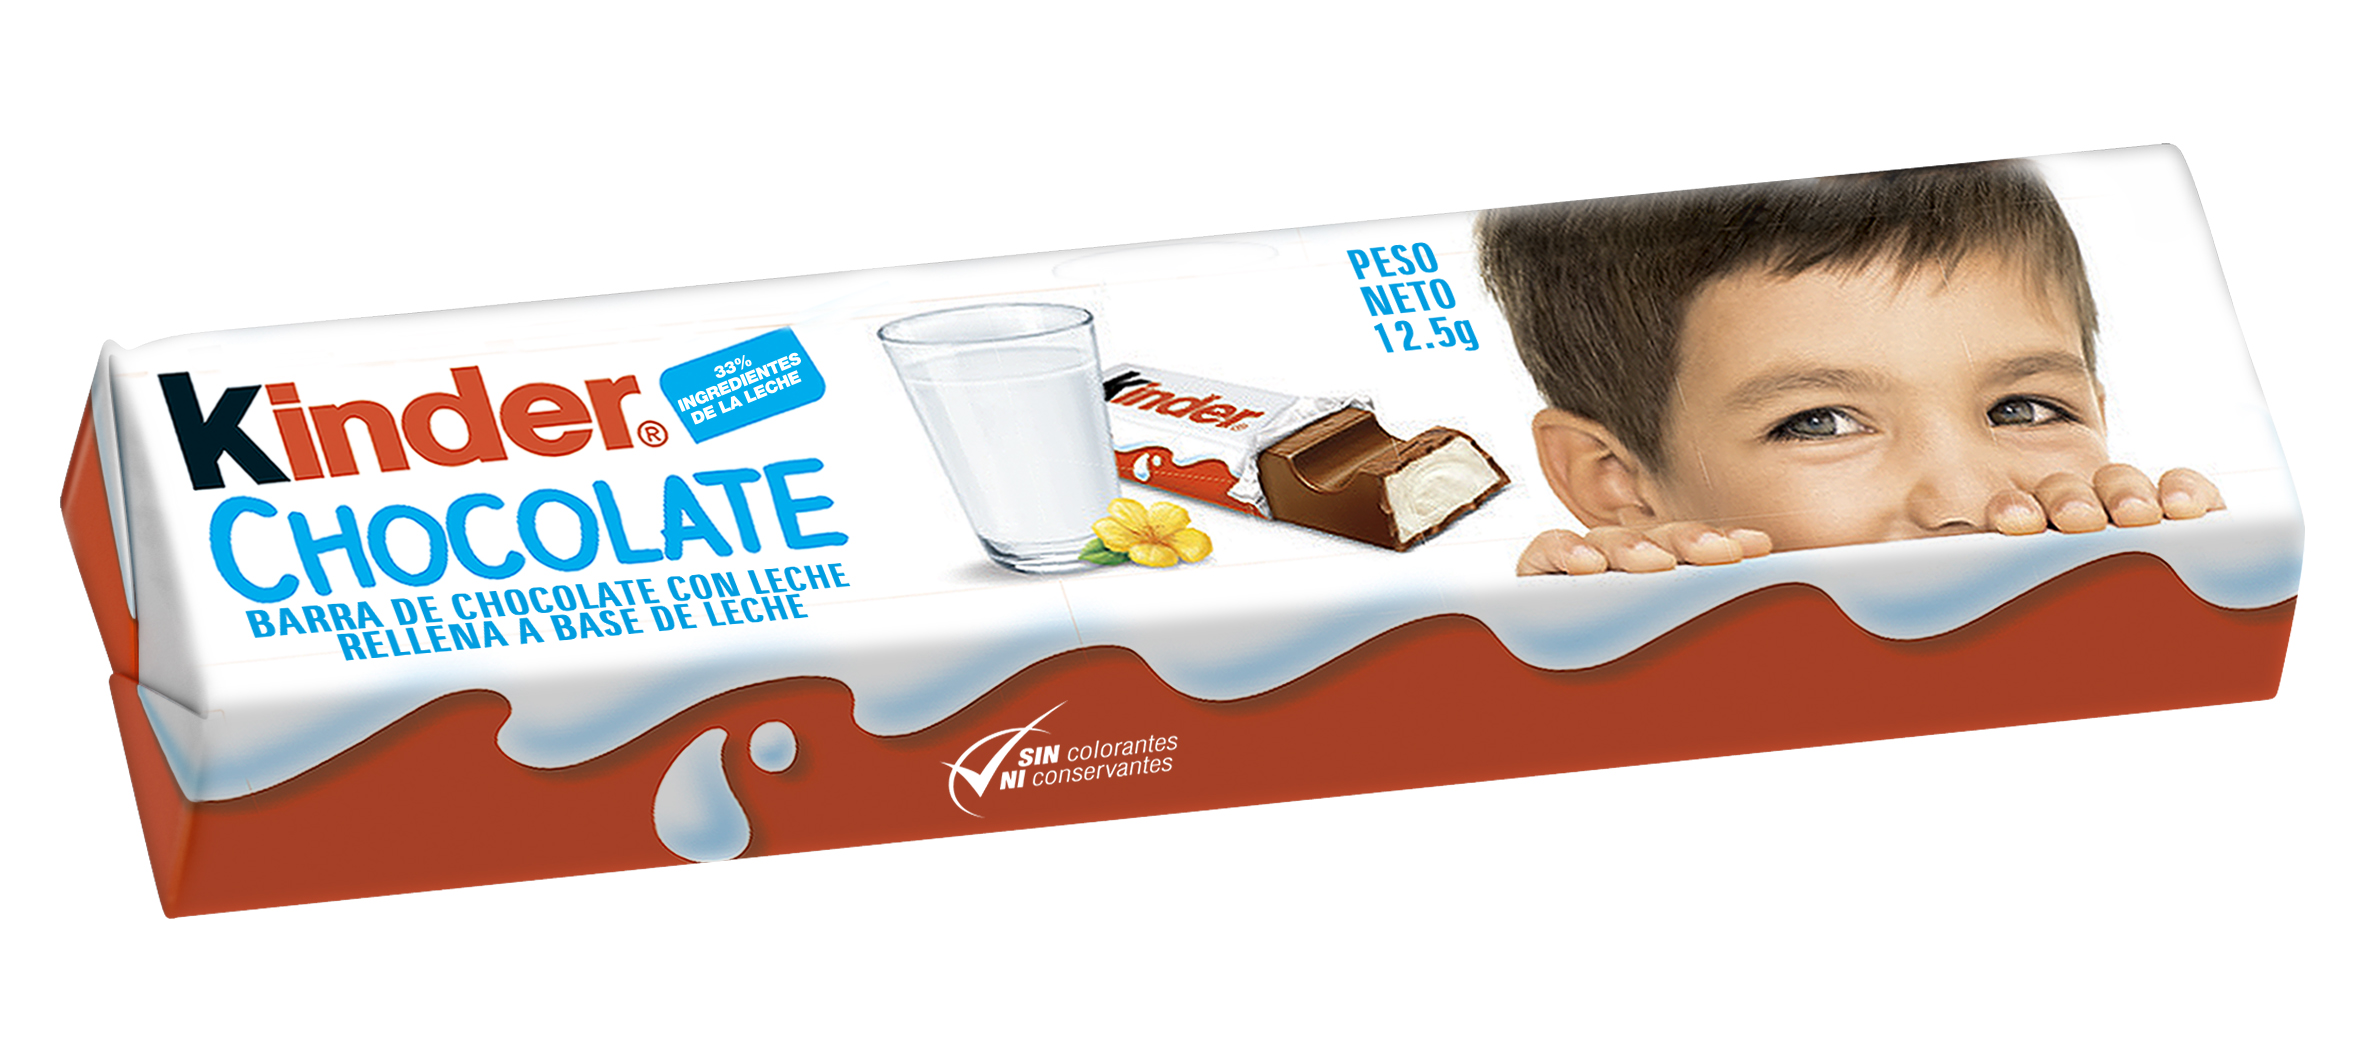 kinder®
33%
INGREDIENTES
DE LA LECHE
CHOCOLATE
BARRA DE CHOCOLATE CON LECHE
RELLENA A BASE DE LECHE
kinder
PESO
NETO
12.5g
SIN colorantes
NI conservantes